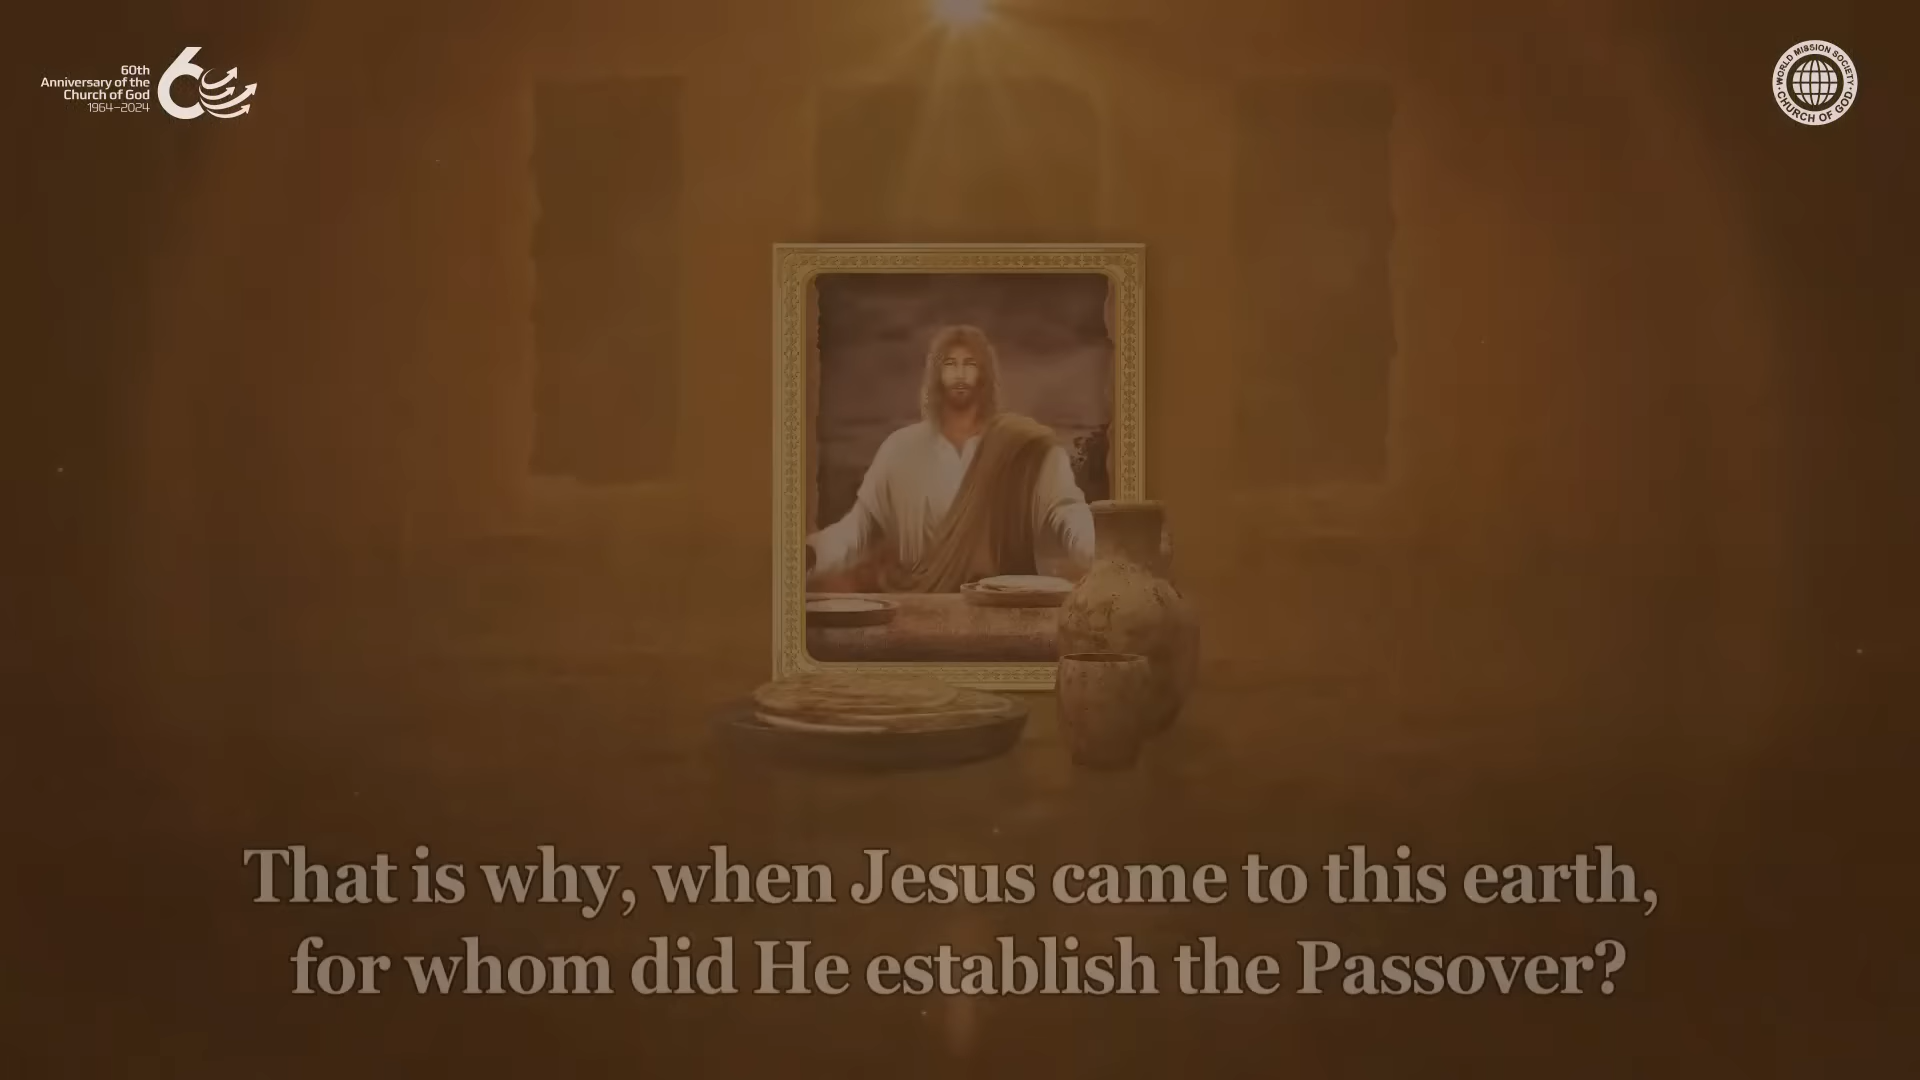 60th
Anniversary of the
Church of God
1964–2024
WORLD MISSION SOCIETY
CHURCH OF GOD
That is why, when Jesus came to this earth,
for whom did He establish the Passover?